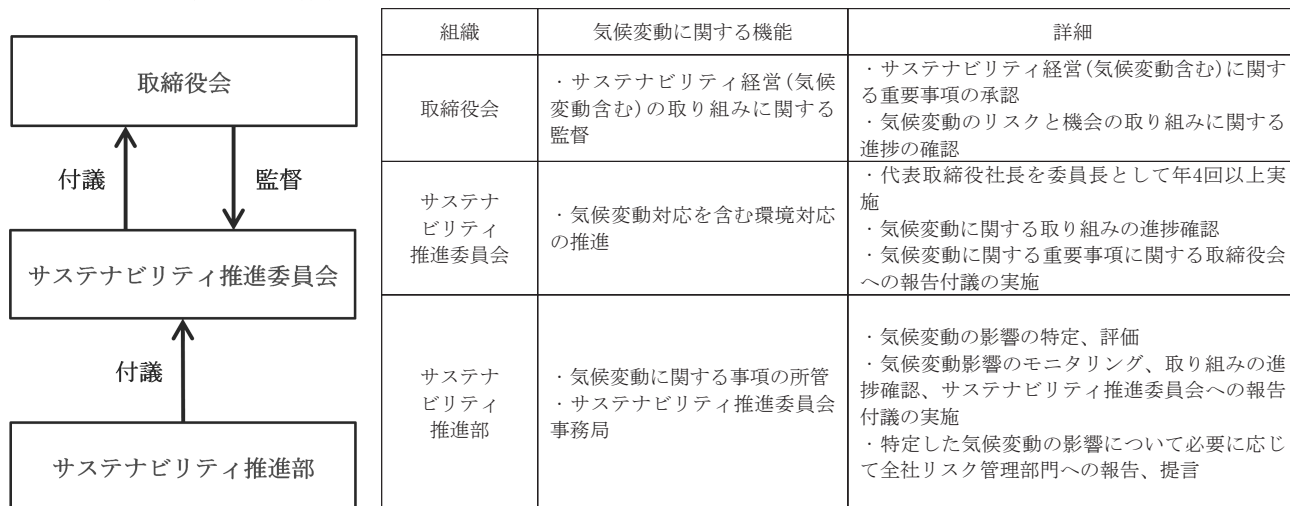 取締役会
付議
監督
サステナビリティ推進委員会
付議
サステナビリティ推進部
組織
気候変動に関する機能
詳細
取締役会
・サステナビリティ経営(気候
変動含む)の取り組みに関する
監督
・サステナビリティ経営(気候変動含む)に関す
る重要事項の承認
・気候変動のリスクと機会の取り組みに関する
進捗の確認
サステナ
ビリティ
推進委員会
・気候変動対応を含む環境対応
の推進
・代表取締役社長を委員長として年4回以上実
施
・気候変動に関する取り組みの進捗確認
・気候変動に関する重要事項に関する取締役会
への報告付議の実施
サステナ
ビリティ
推進部
・気候変動に関する事項の所管
・サステナビリティ推進委員会
事務局
・気候変動の影響の特定、評価
・気候変動影響のモニタリング、取り組みの進
捗確認、サステナビリティ推進委員会への報告
付議の実施
・特定した気候変動の影響について必要に応じ
て全社リスク管理部門への報告、提言